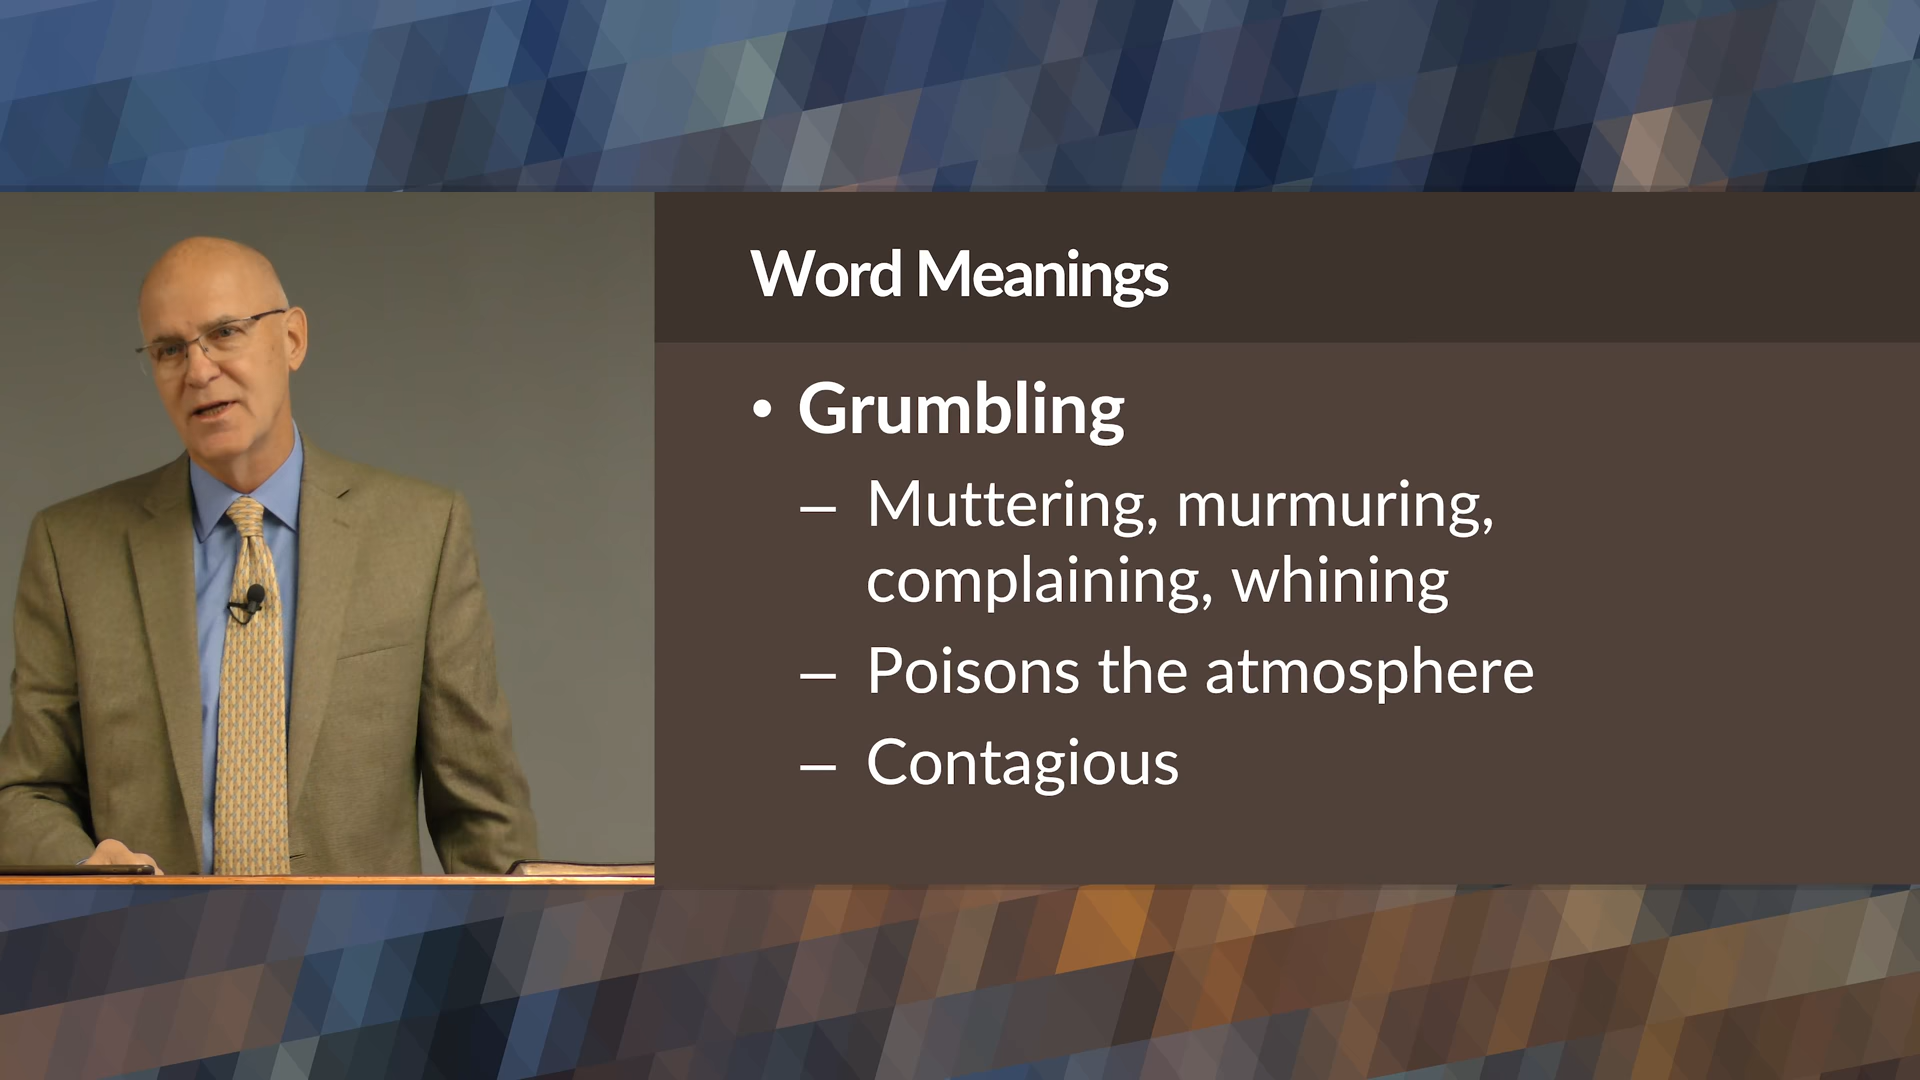 Word Meanings
• Grumbling
– Muttering, murmuring,
complaining, whining
– Poisons the atmosphere
– Contagious